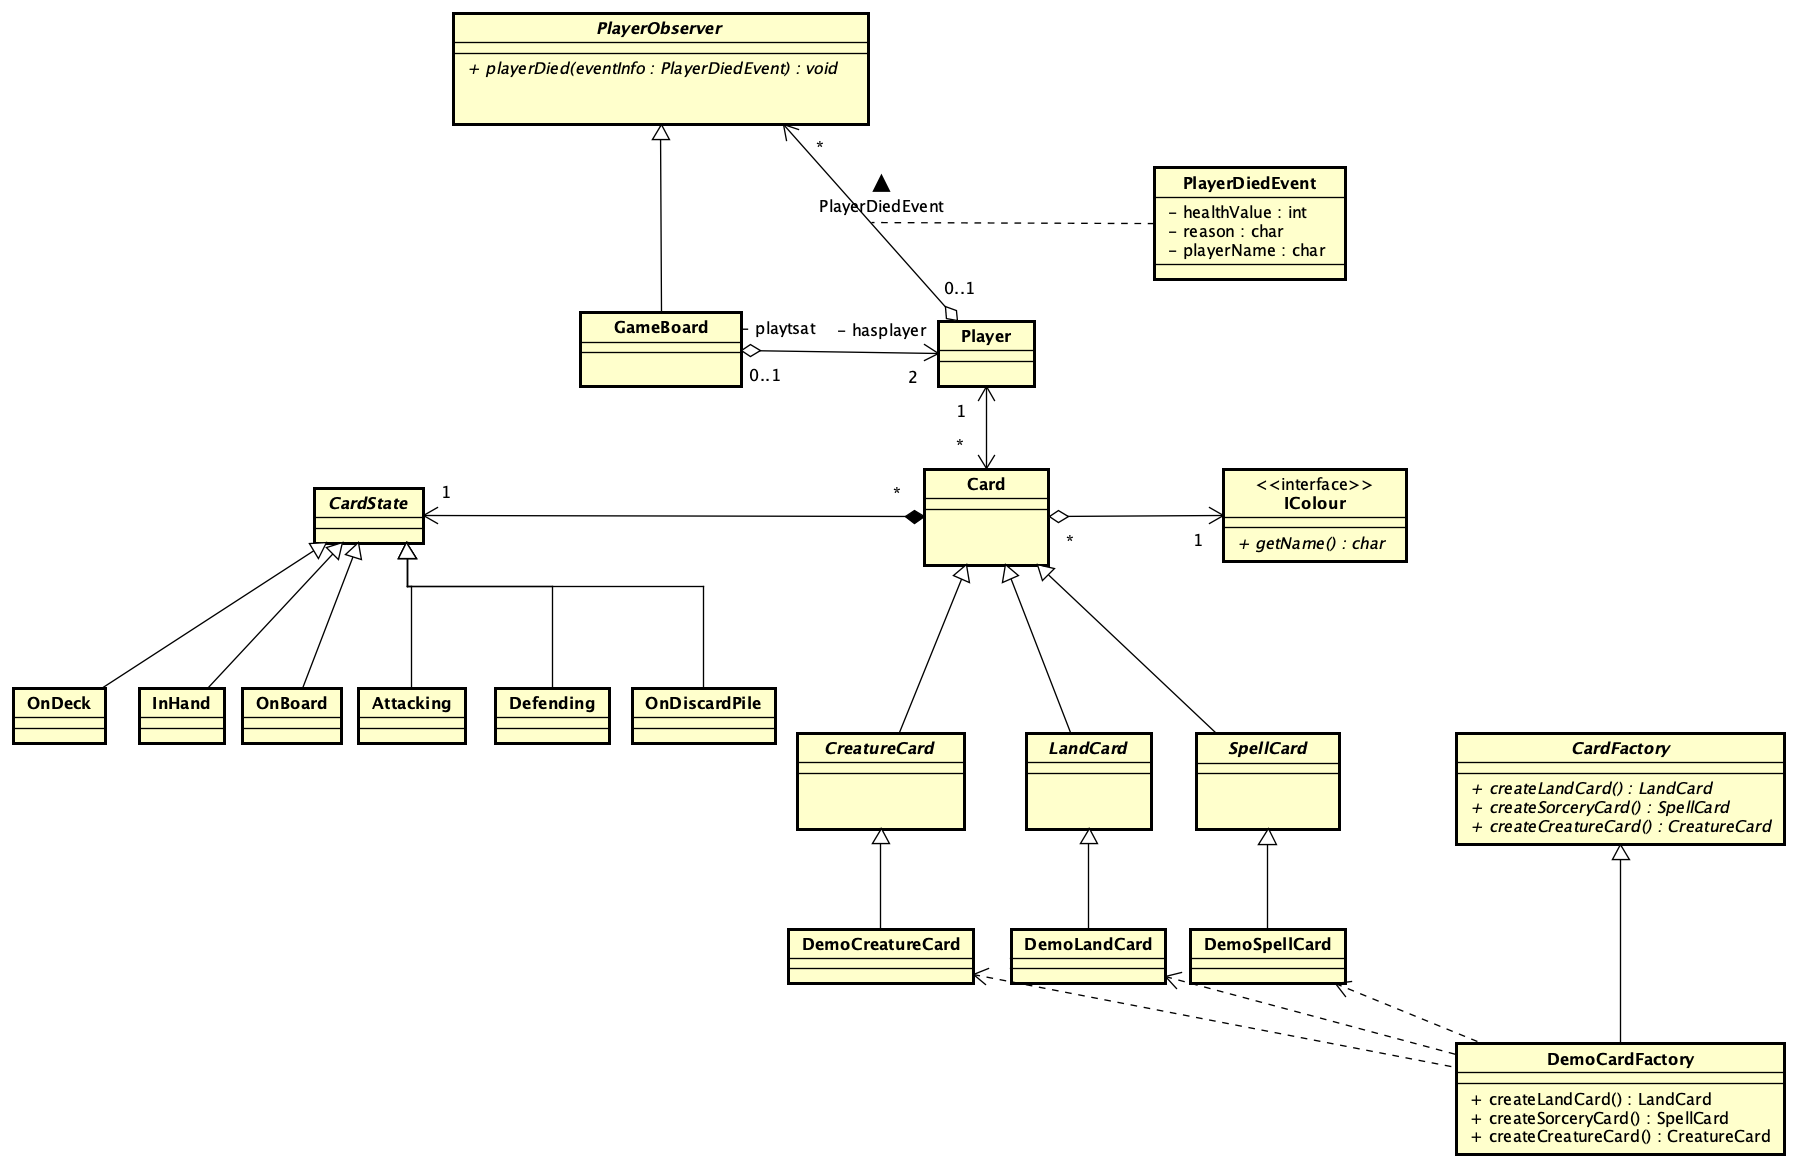 PlayerObserver
+ playerDied(eventInfo : PlayerDiedEvent) : void
*
PlayerDiedEvent
PlayerDiedEvent
- healthValue : int
- reason : char
- playerName : char
0..1
GameBoard
- playtsat
- hasplayer
0..1
2
Player
1
*
CardState
1
*
Card
*
1
<<interface>>
IColour
+ getName() : char
OnDeck
InHand
OnBoard
Attacking
Defending
OnDiscardPile
CreatureCard
LandCard
SpellCard
CardFactory
+ createLandCard() : LandCard
+ createSorceryCard() : SpellCard
+ createCreatureCard() : CreatureCard
DemoCreatureCard
DemoLandCard
DemoSpellCard
DemoCardFactory
+ createLandCard() : LandCard
+ createSorceryCard() : SpellCard
+ createCreatureCard() : CreatureCard